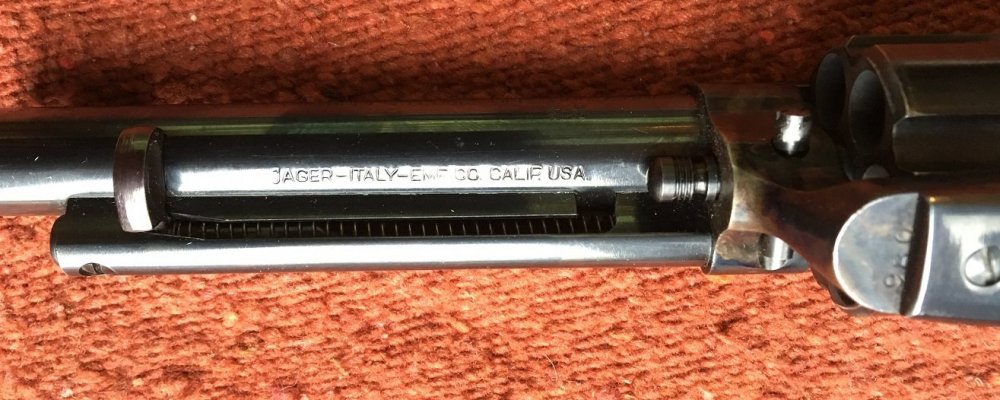 JAGER-ITALY-EMF CO. CALIF. USA.